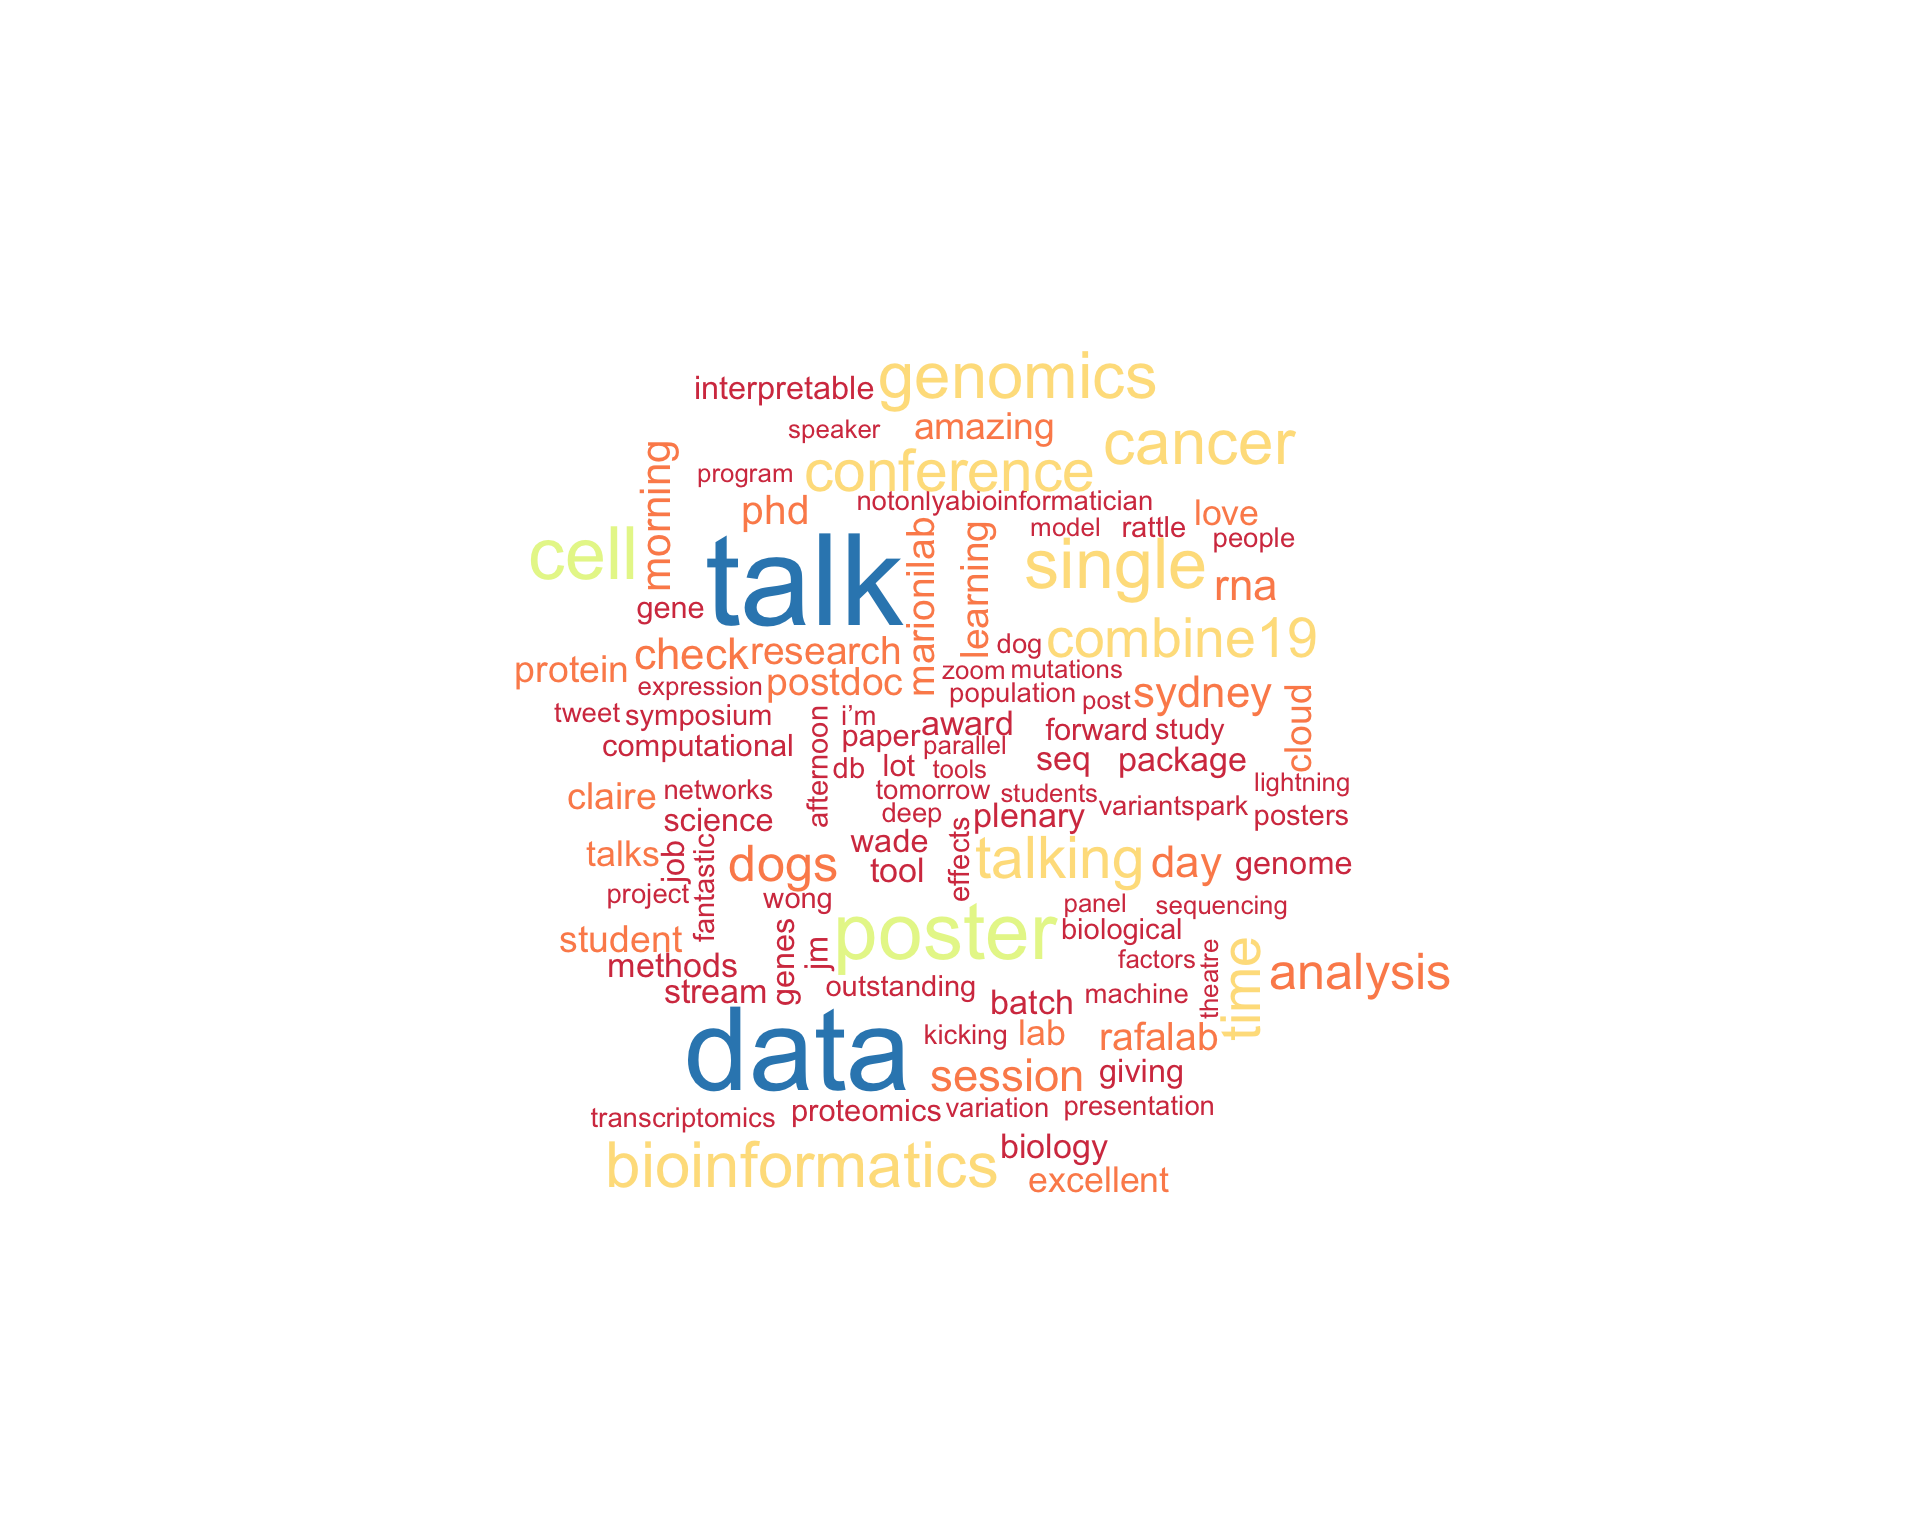 interpretable
genomics
speaker
amazing
cancer
program
conference
morning
phd
notonlyabioinformatician
love
model
rattle
people
cell
talk
marionilab
learning
single
rna
gene
check
research
dog
combine19
protein
expression
postdoc
zoom
mutations
population
post
sydney
cloud
tweet
symposium
afternoon
i’m
award
forward
study
computational
paper
parallel
seq
package
db
lot
tools
lightning
claire
networks
tomorrow
students
variantspark
posters
science
deep
plenary
wade
effects
talks
job
fantastic
dogs
tool
talking
day
genome
project
wong
panel
sequencing
student
genes
jm
poster
biological
factors
theatre
time
analysis
methods
stream
outstanding
batch
machine
data
kicking
lab
rafalab
session
giving
transcriptomics
proteomics
variation
presentation
bioinformatics
biology
excellent